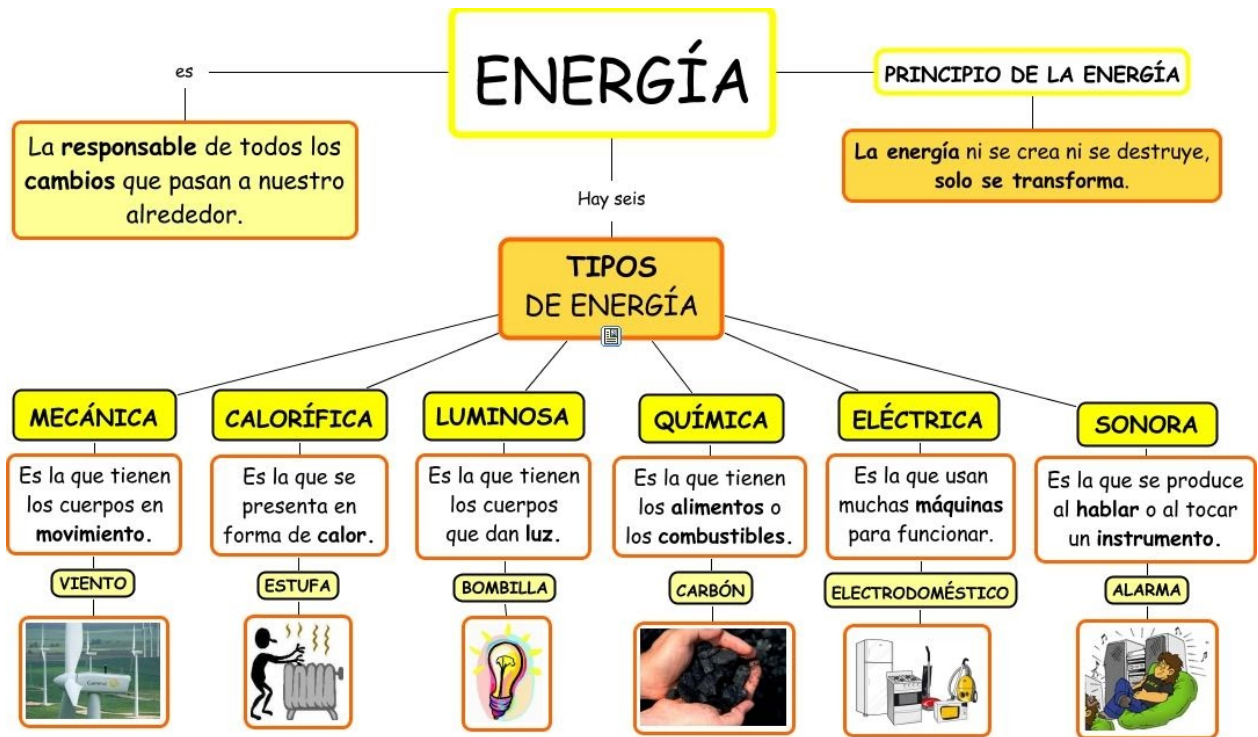 ENERGÍA
es
La responsable de todos los
cambios que pasan a nuestro
alrededor.
PRINCIPIO DE LA ENERGÍA
La energía ni se crea ni se destruye,
solo se transforma.
Hay seis
TIPOS
DE ENERGÍA
MECÁNICA
Es la que tienen
los cuerpos en
movimiento.
VIENTO
CALORÍFICA
Es la que se
presenta en
forma de calor.
ESTUFA
LUMINOSA
Es la que tienen
los cuerpos
que dan luz.
BOMBILLA
QUÍMICA
Es la que tienen
los alimentos o
los combustibles.
CARBÓN
ELÉCTRICA
Es la que usan
muchas máquinas
para funcionar.
ELECTRODOMÉSTICO
SONORA
Es la que se produce
al hablar o al tocar
un instrumento.
ALARMA